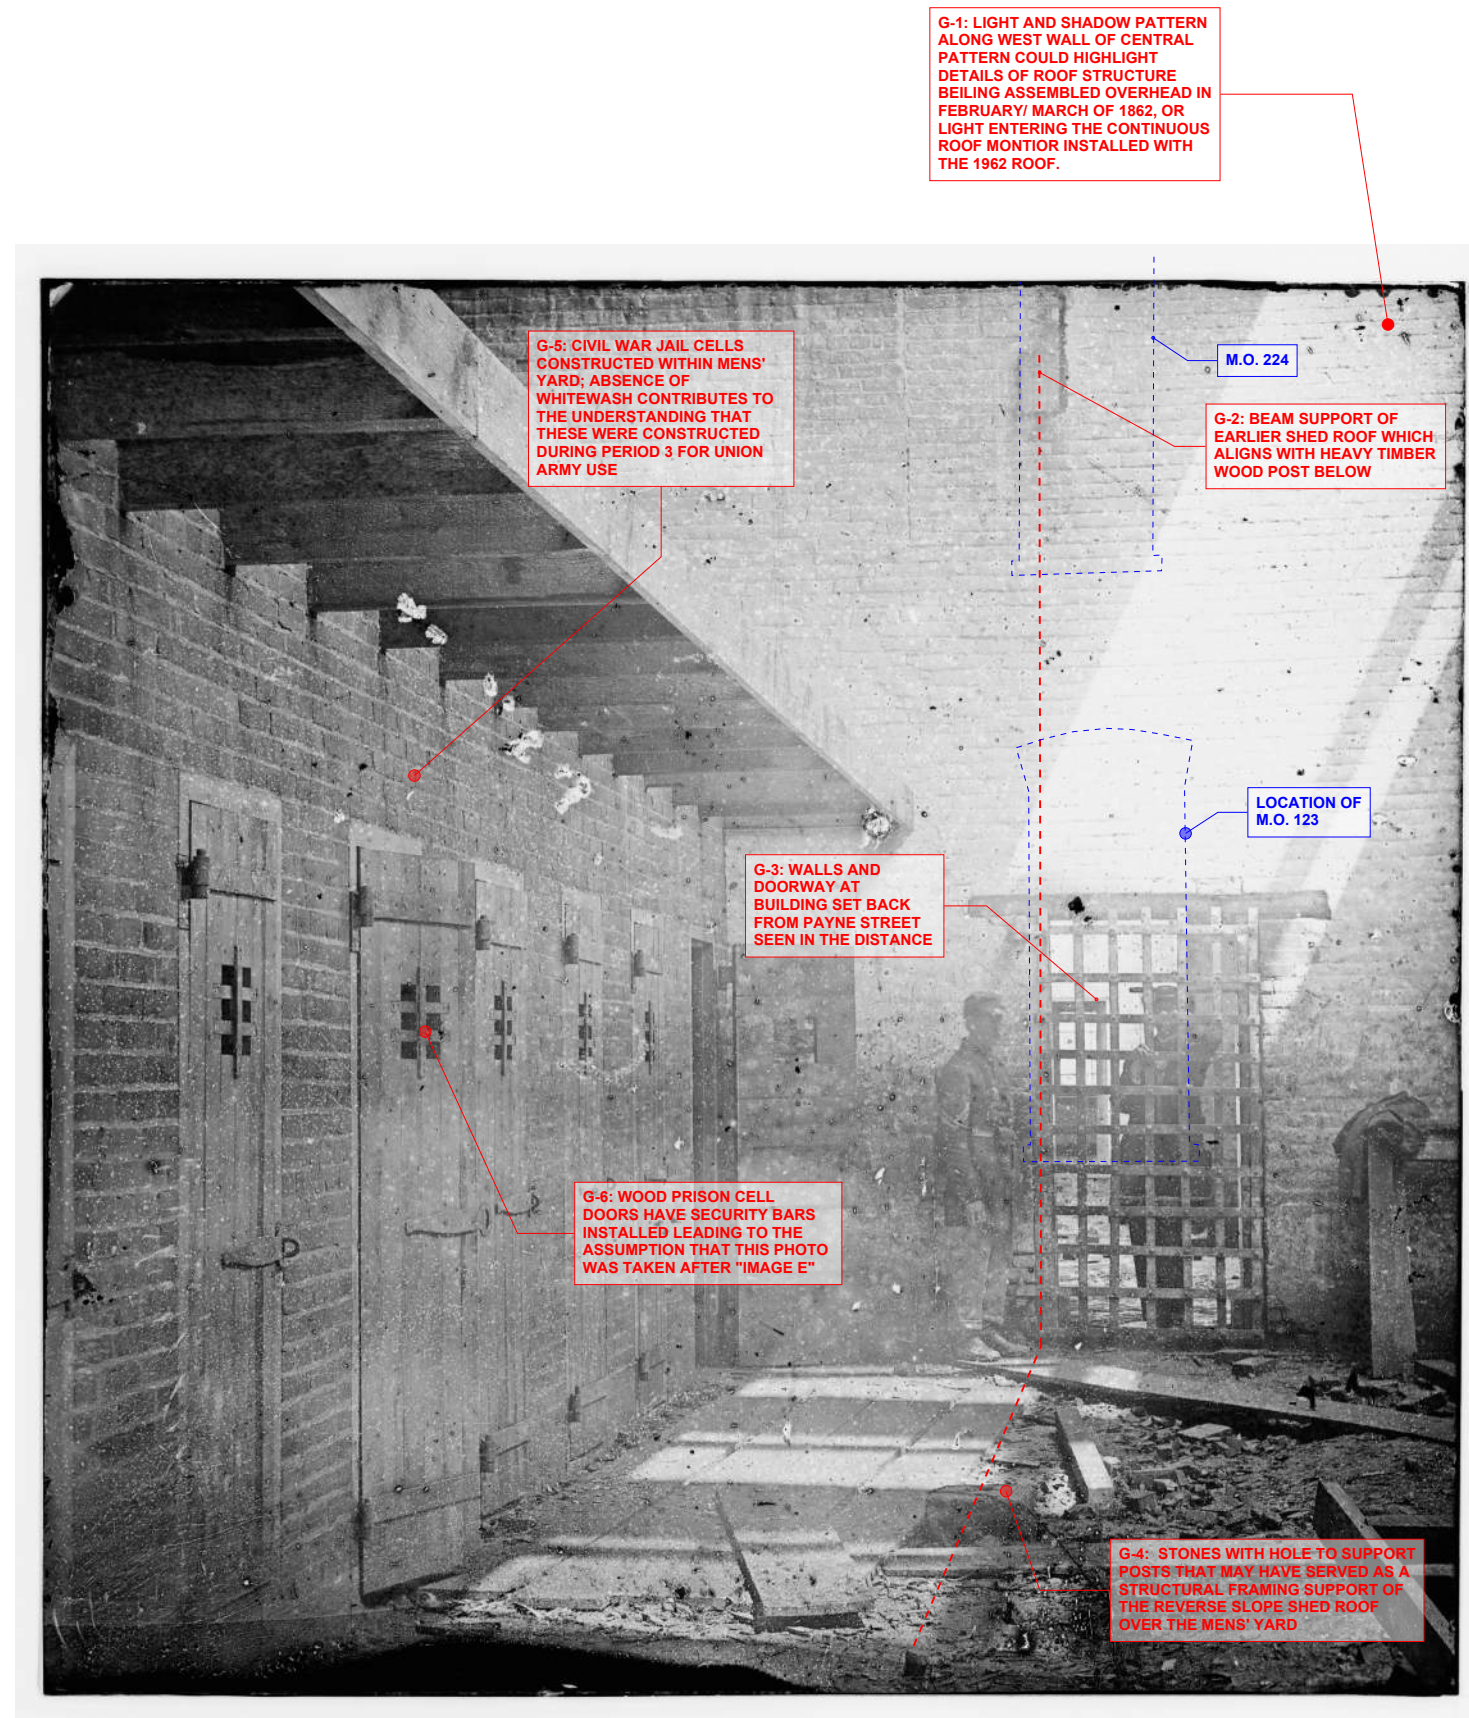 G-1: LIGHT AND SHADOW PATTERN
ALONG WEST WALL OF CENTRAL
PATTERN COULD HIGHLIGHT
DETAILS OF ROOF STRUCTURE
BEILING ASSEMBLED OVERHEAD IN
FEBRUARY/ MARCH OF 1862, OR
LIGHT ENTERING THE CONTINUOUS
ROOF MONTIOR INSTALLED WITH
THE 1962 ROOF.
G-5: CIVIL WAR JAIL CELLS
CONSTRUCTED WITHIN MENS'
YARD; ABSENCE OF
WHITEWASH CONTRIBUTES TO
THE UNDERSTANDING THAT
THESE WERE CONSTRUCTED
DURING PERIOD 3 FOR UNION
ARMY USE
M.O. 224
G-2: BEAM SUPPORT OF
EARLIER SHED ROOF WHICH
ALIGNS WITH HEAVY TIMBER
WOOD POST BELOW
LOCATION OF
M.O. 123
G-3: WALLS AND
DOORWAY AT
BUILDING SET BACK
FROM PAYNE STREET
SEEN IN THE DISTANCE
G-6: WOOD PRISON CELL
DOORS HAVE SECURITY BARS
INSTALLED LEADING TO THE
ASSUMPTION THAT THIS PHOTO
WAS TAKEN AFTER "IMAGE E"
G-4: STONES WITH HOLE TO SUPPORT
POSTS THAT MAY HAVE SERVED AS A
STRUCTURAL FRAMING SUPPORT OF
THE REVERSE SLOPE SHED ROOF
OVER THE MENS' YARD